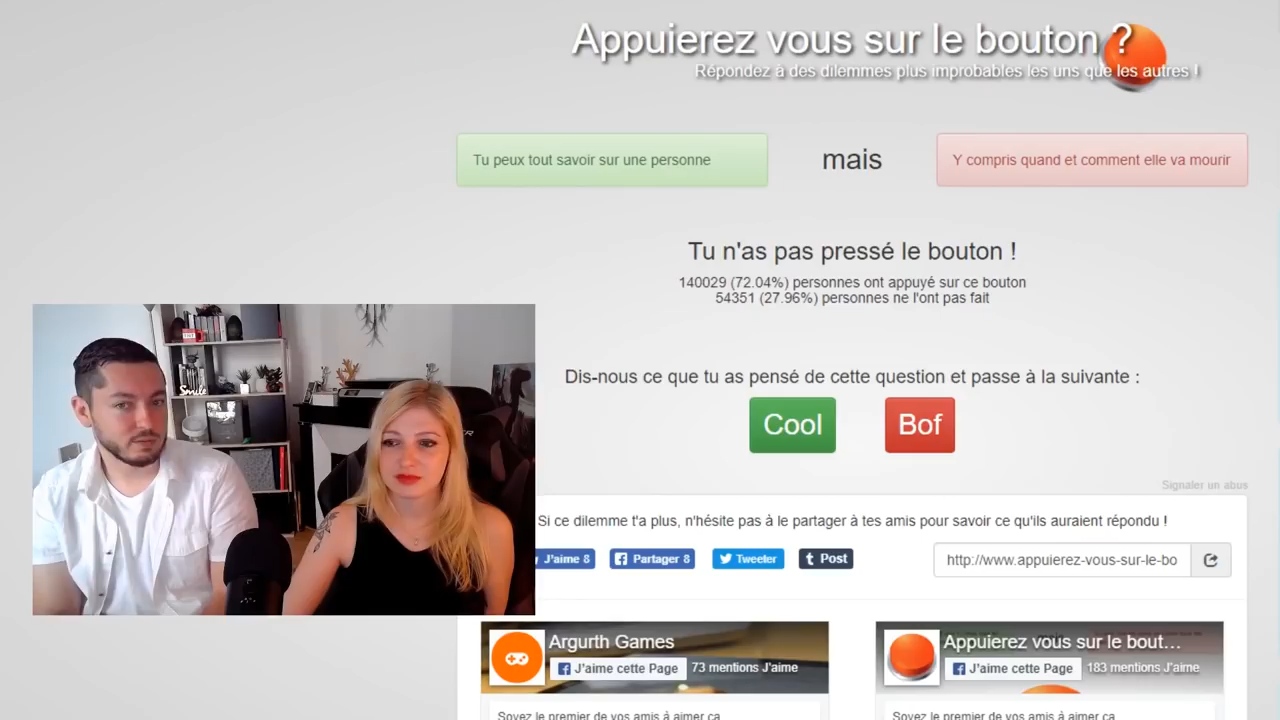 Appuierez vous sur le bouton ?
Répondez à des dilemmes plus improbables les uns que les autres !
Tu peux tout savoir sur une personne
mais
Y compris quand et comment elle va mourir
Tu n'as pas pressé le bouton !
140029 (72.04%) personnes ont appuyé sur ce bouton
54351 (27.96%) personnes ne l'ont pas fait
Dis-nous ce que tu as pensé de cette question et passe à la suivante :
Cool
Bof
Signaler un abus
Si ce dilemme t'a plus, n'hésite pas à le partager à tes amis pour savoir ce qu'ils auraient répondu !
J'aime 8
Partager 8
Tweeter
Post
http://www.appuierez-vous-sur-le-bo
Argurth Games
J'aime cette Page
73 mentions J'aime
Soyez le premier de vos amis à aimer ça
Appuierez vous sur le bout…
J'aime cette Page
183 mentions J'aime
Soyez le premier de vos amis à aimer ça
Smile